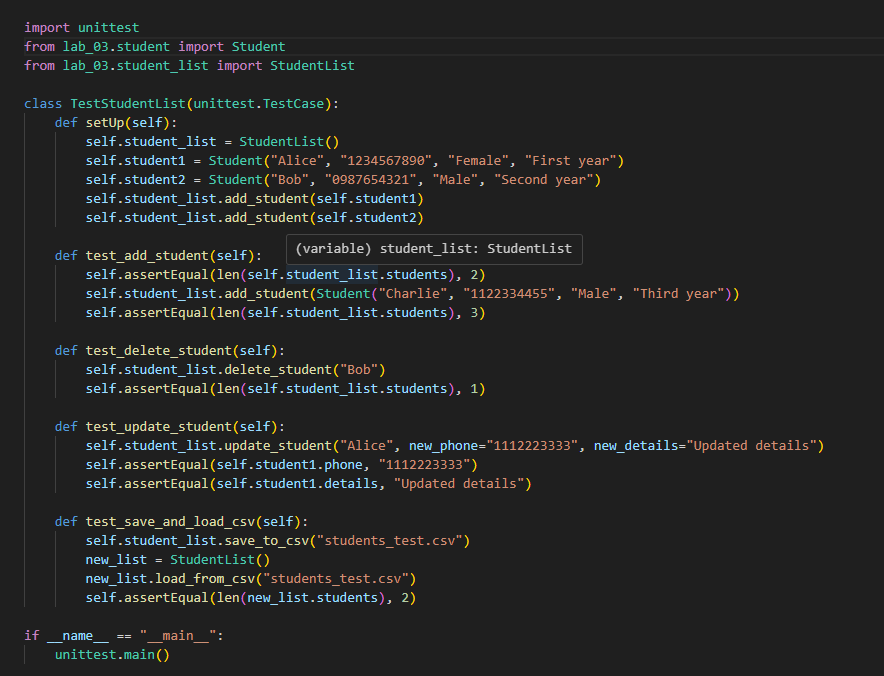 import unittest
from lab_03.student import Student
from lab_03.student_list import StudentList

class TestStudentList(unittest.TestCase):
    def setUp(self):
        self.student_list = StudentList()
        self.student1 = Student("Alice", "1234567890", "Female", "First year")
        self.student2 = Student("Bob", "0987654321", "Male", "Second year")
        self.student_list.add_student(self.student1)
        self.student_list.add_student(self.student2)

(variable) student_list: StudentList
    def test_add_student(self):
        self.assertEqual(len(self.student_list.students), 2)
        self.student_list.add_student(Student("Charlie", "1122334455", "Male", "Third year"))
        self.assertEqual(len(self.student_list.students), 3)

    def test_delete_student(self):
        self.student_list.delete_student("Bob")
        self.assertEqual(len(self.student_list.students), 1)

    def test_update_student(self):
        self.student_list.update_student("Alice", new_phone="1112223333", new_details="Updated details")
        self.assertEqual(self.student1.phone, "1112223333")
        self.assertEqual(self.student1.details, "Updated details")

    def test_save_and_load_csv(self):
        self.student_list.save_to_csv("students_test.csv")
        new_list = StudentList()
        new_list.load_from_csv("students_test.csv")
        self.assertEqual(len(new_list.students), 2)

if __name__ == "__main__":
    unittest.main()